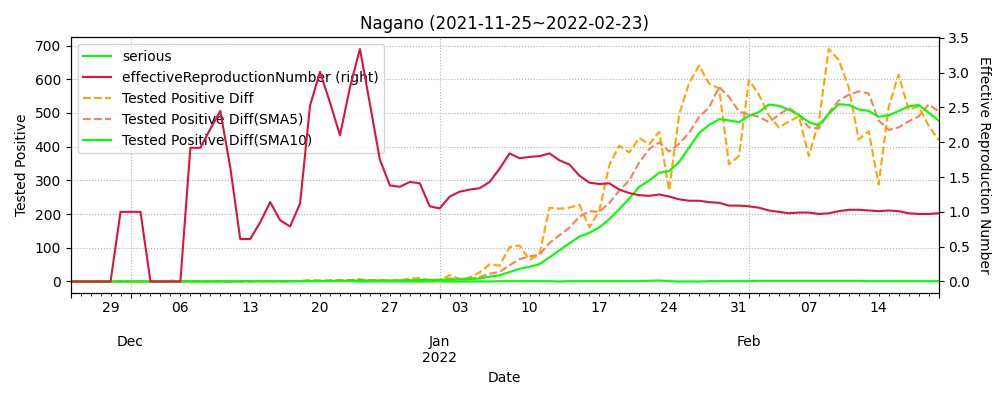 Nagano (2021-11-25~2022-02-23)
serious
effectiveReproductionNumber (right)
Tested Positive Diff
Tested Positive Diff(SMA5)
Tested Positive Diff(SMA10)
Tested Positive
700
600
500
400
300
200
100
0
3.5
3.0
2.5
2.0
1.5
1.0
0.5
0.0
Effective Reproduction Number
29 06 13 20 27 03 10 17 24 31 07 14
Dec Jan Feb
2022
Date